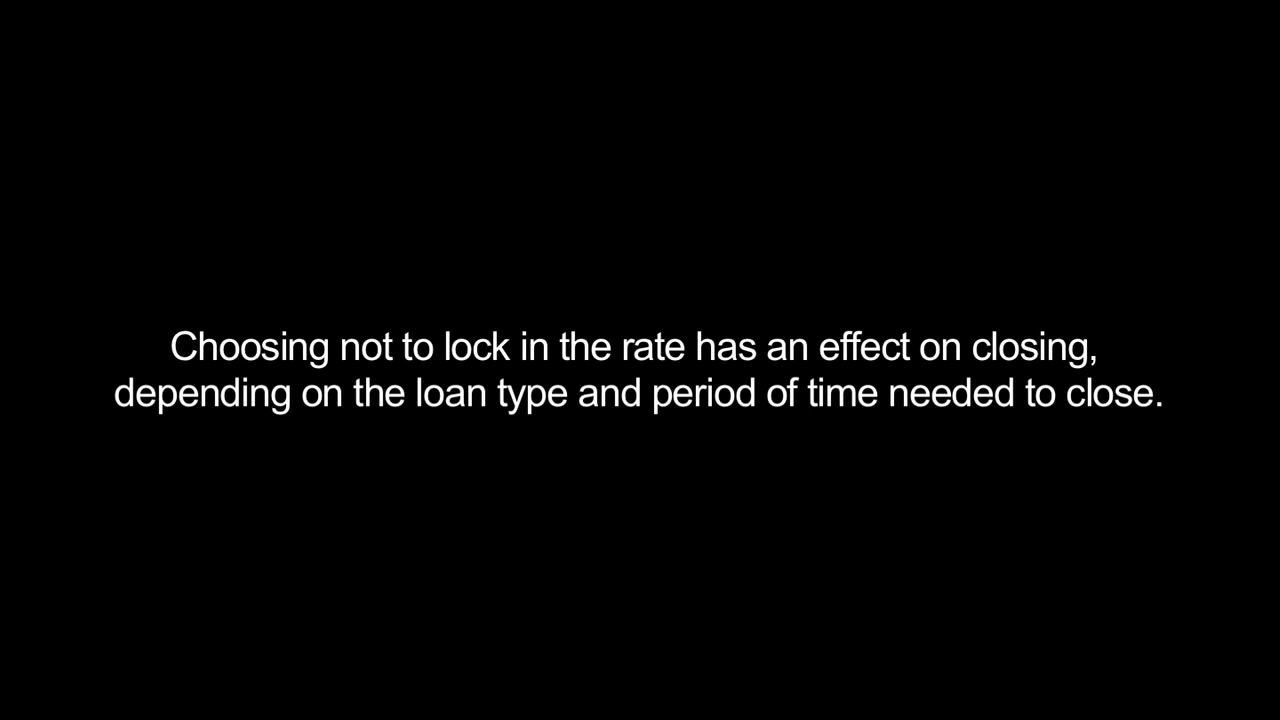 Choosing not to lock in the rate has an effect on closing,
depending on the loan type and period of time needed to close.